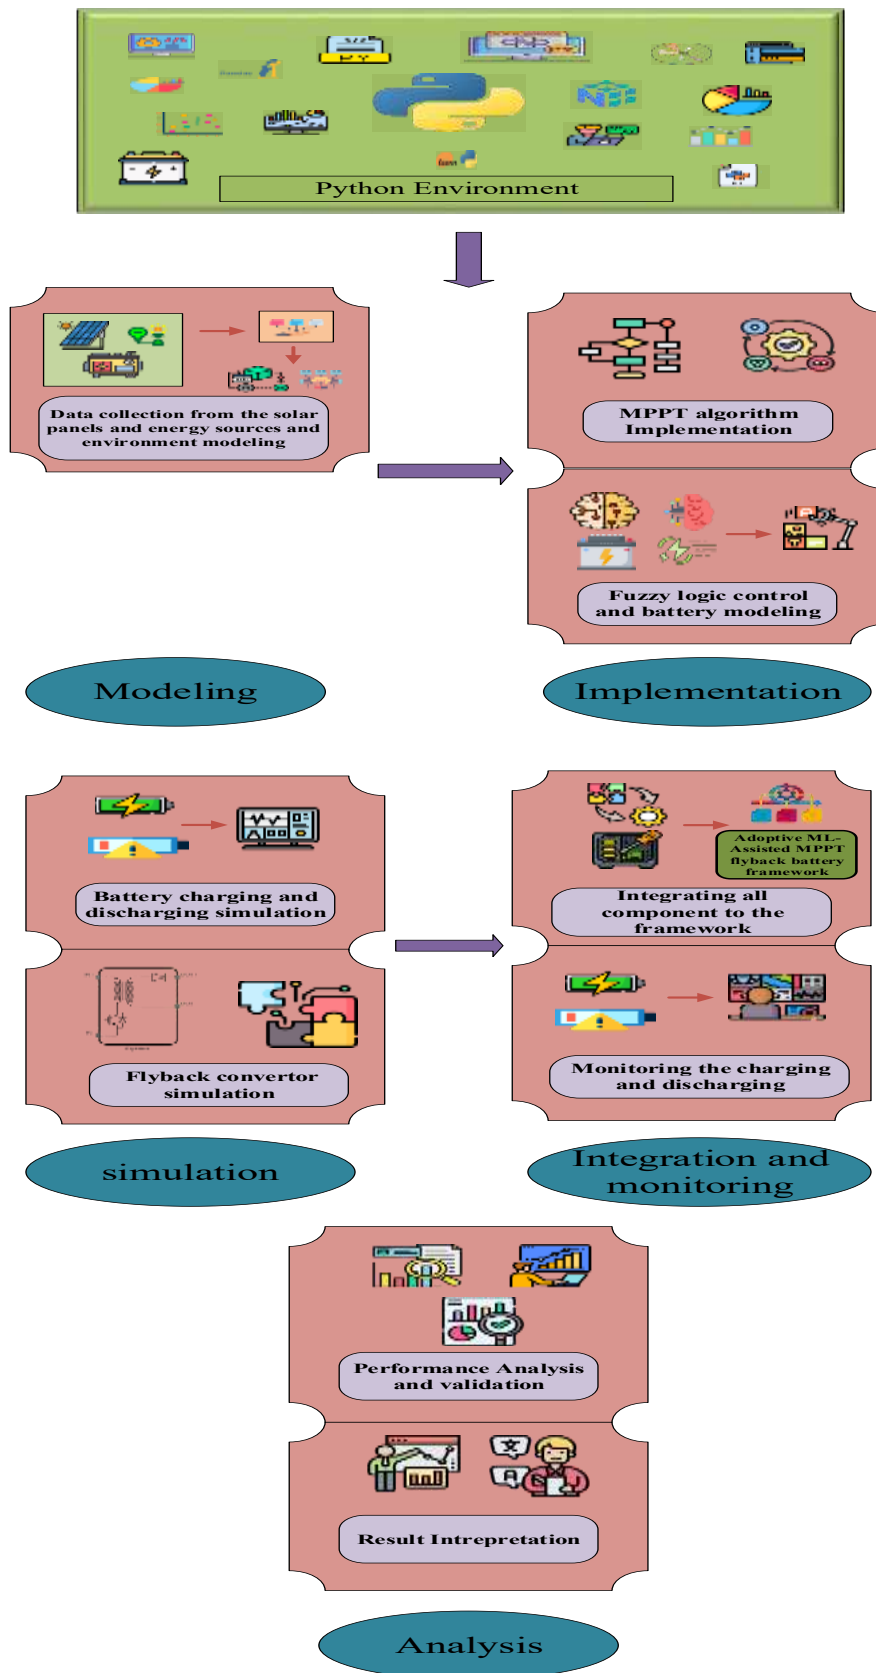 Python Environment
Data collection from the solar
panels and energy sources and
environment modeling
MPPT algorithm
Implementation
Fuzzy logic control
and battery modeling
Modeling
Implementation
Battery charging and
discharging simulation
Adoptive ML-
Assisted MPPT
flyback battery
framework
Integrating all
component to the
framework
Flyback convertor
simulation
Monitoring the charging
and discharging
simulation
Integration and
monitoring
Performance Analysis
and validation
Result Intrepretation
Analysis